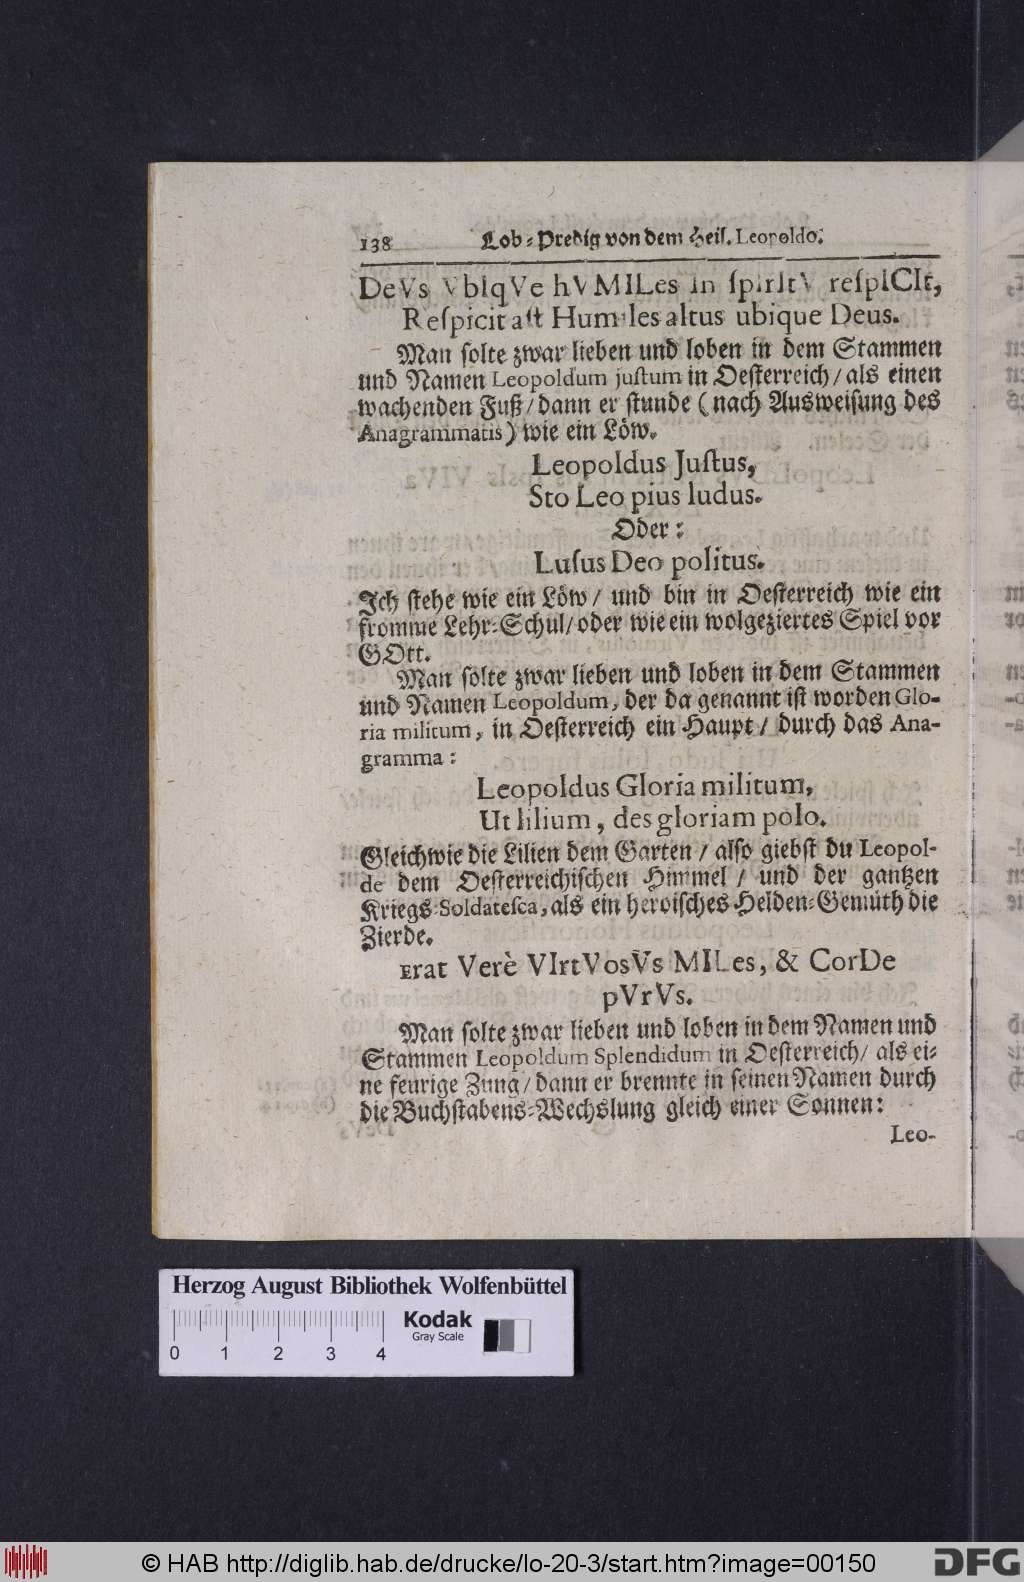 138 Lob-Predig von dem Heil. Leopoldo.
DeVs VbIqVe hVMILes In ſpIrItV reſpICIt,
Reſpicit aſt Humiles altus ubique Deus.
Man ſolte zwar lieben und loben in dem Stammen
und Namen Leopoldum juſtum in Oeſterreich / als einen
wachenden Fuß / dann er ſtunde ( nach Ausweiſung des
Anagrammatis ) wie ein Löw.
Leopoldus Juſtus,
Sto Leo pius ludus.
Oder:
Luſus Deo politus.
Ich ſtehe wie ein Löw / und bin in Oeſterreich wie ein
fromme Lehr-Schul / oder wie ein wolgeziertes Spiel vor
GOtt.
Man ſolte zwar lieben und loben in dem Stammen
und Namen Leopoldum, der da genannt iſt worden Glo-
ria militum, in Oeſterreich ein Haupt / durch das Ana-
gramma:
Leopoldus Gloria militum,
Ut lilium, des gloriam polo.
Gleichwie die Lilien dem Garten / alſo giebſt du Leopol-
de dem Oeſterreichiſchen Himmel / und der gantzen
Kriegs-Soldateſca, als ein heroiſches Helden-Gemüth die
Zierde.
Erat Verè VIrtVosVs MILes, & CorDe
pVrVs.
Man ſolte zwar lieben und loben in dem Namen und
Stammen Leopoldum Splendidum in Oeſterreich / als ei-
ne feurige Zung / dann er brennte in ſeinen Namen durch
die Buchſtabens-Wechslung gleich einer Sonnen:
Leo-
Herzog August Bibliothek Wolfenbüttel
Kodak
Gray Scale
0 1 2 3 4
© HAB http://diglib.hab.de/drucke/lo-20-3/start.htm?image=00150
DFG